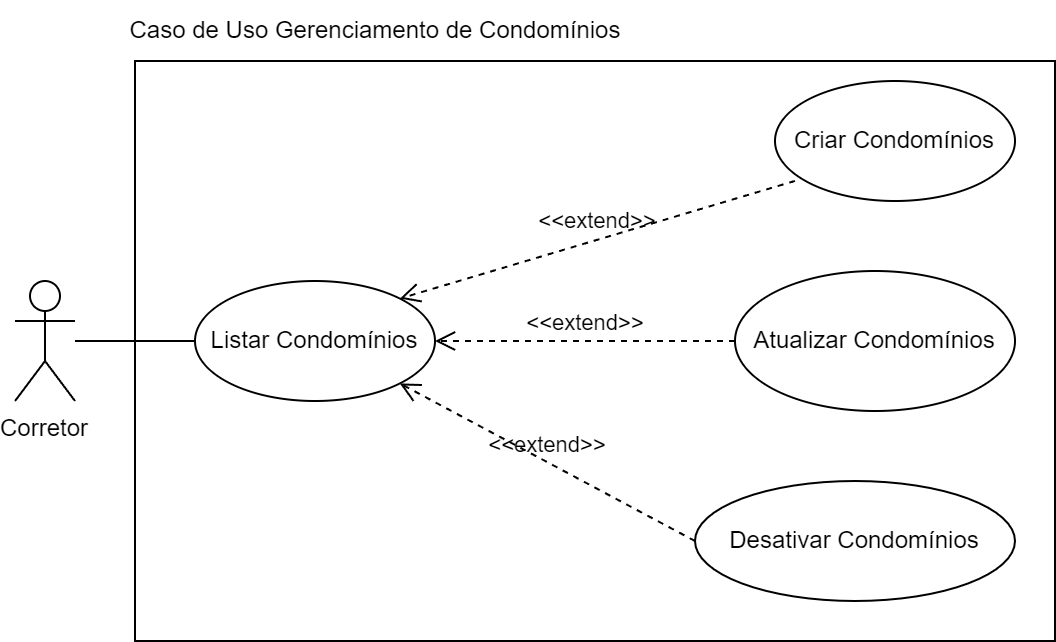 Caso de Uso Gerenciamento de Condomínios
Criar Condomínios
<<extend>>
<<extend>>
Listar Condomínios
Atualizar Condomínios
Corretor
<<extend>>
Desativar Condomínios